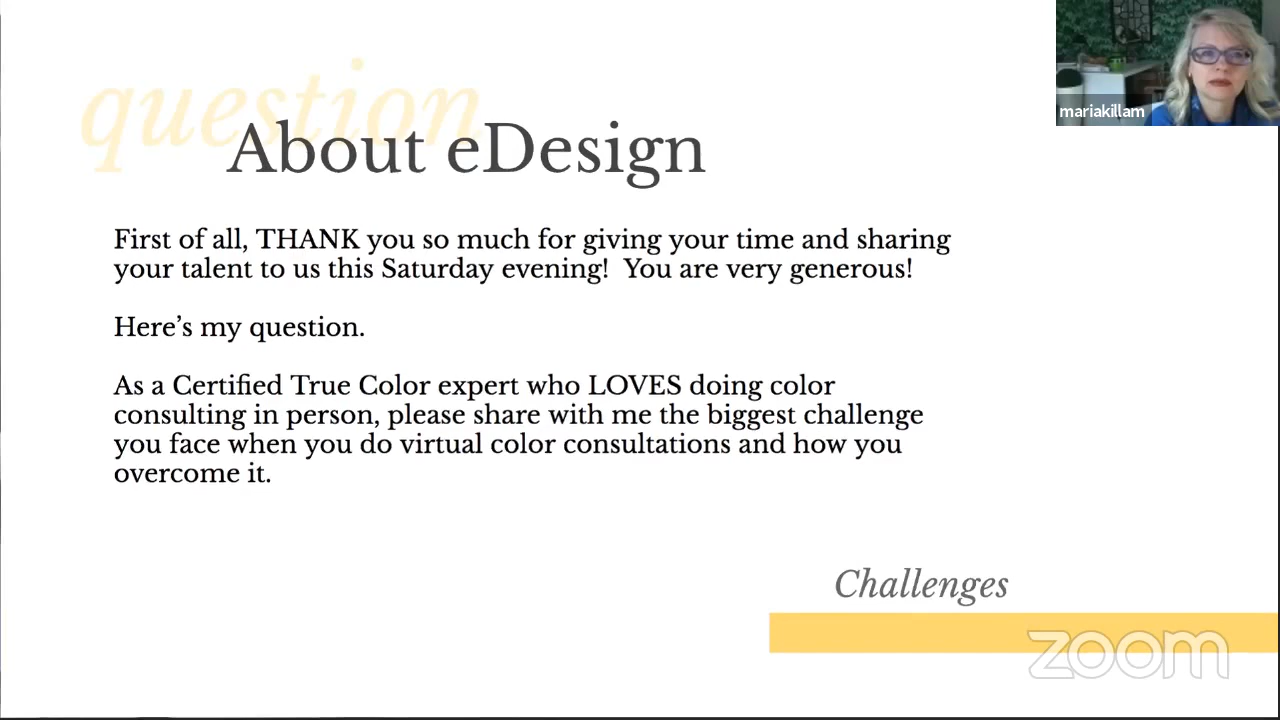 mariakillam
question
About eDesign
First of all, THANK you so much for giving your time and sharing
your talent to us this Saturday evening!  You are very generous!
Here’s my question.
As a Certified True Color expert who LOVES doing color
consulting in person, please share with me the biggest challenge
you face when you do virtual color consultations and how you
overcome it.
Challenges
zoom